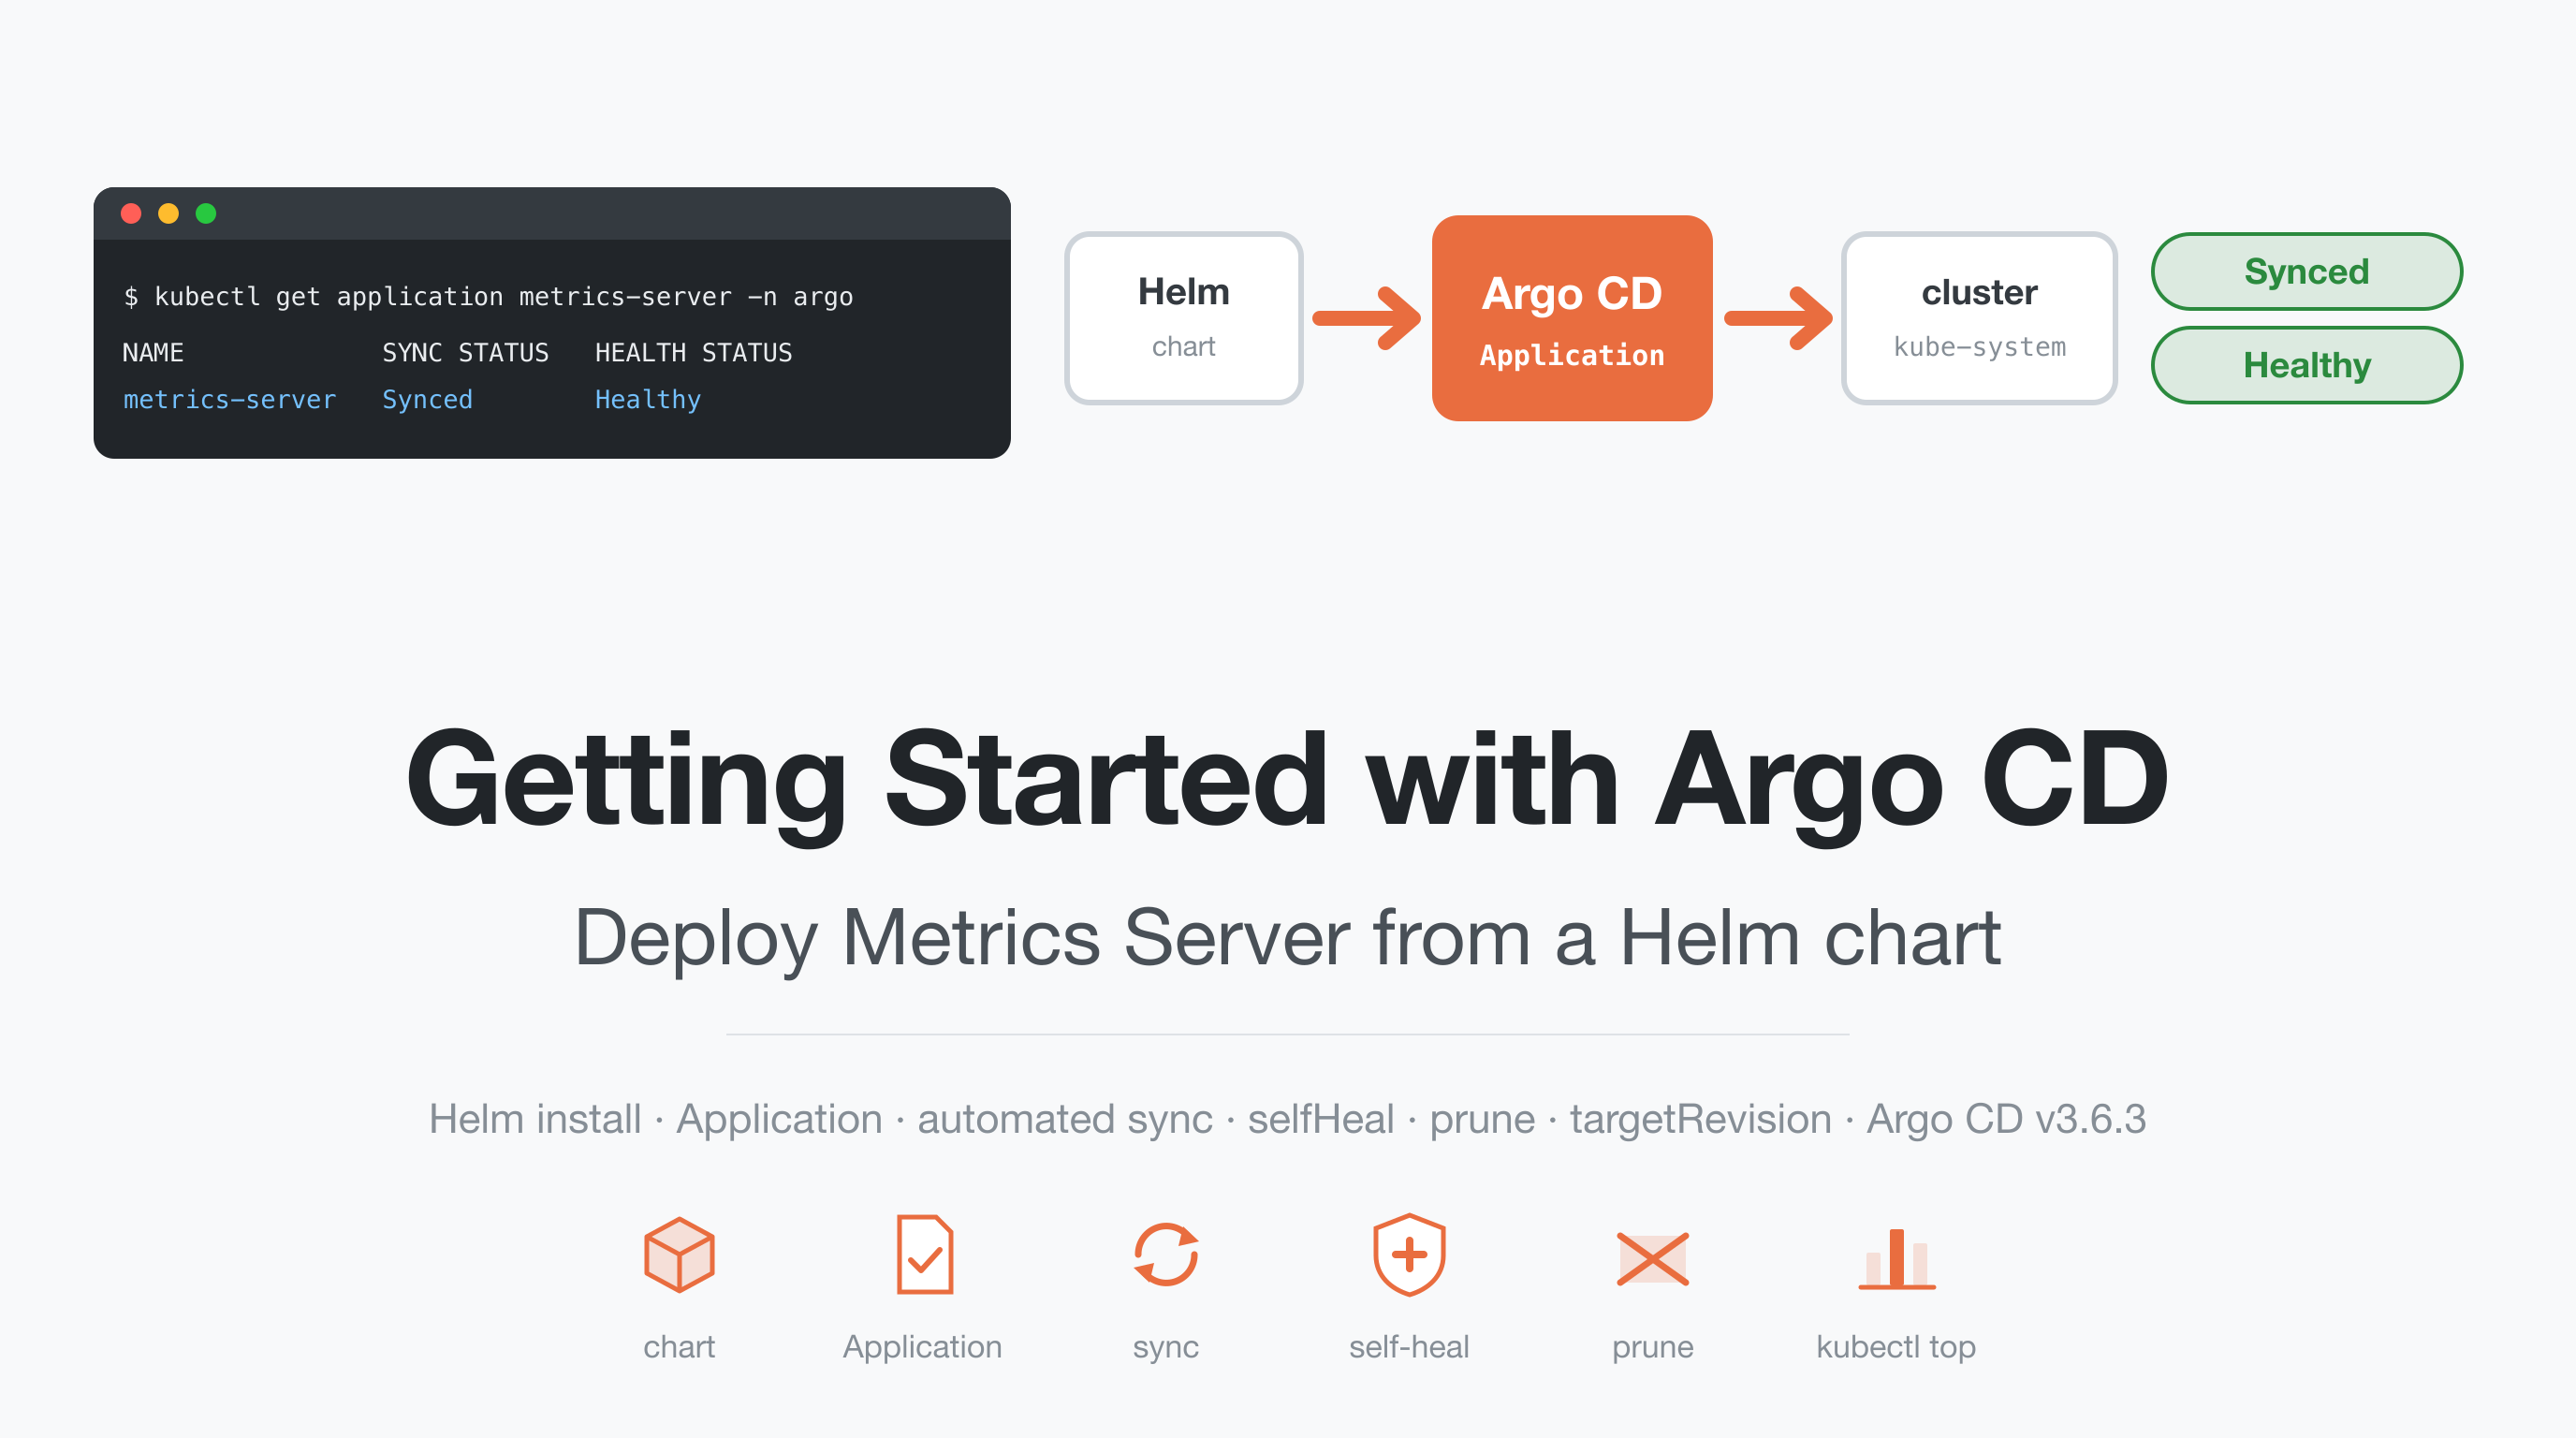 $ kubectl get application metrics-server -n argo
NAME SYNC STATUS HEALTH STATUS
metrics-server Synced Healthy
Helm
chart
Argo CD
Application
cluster
kube-system
Synced
Healthy
Getting Started with Argo CD
Deploy Metrics Server from a Helm chart
Helm install · Application · automated sync · selfHeal · prune · targetRevision · Argo CD v3.6.3
chart
Application
sync
self-heal
prune
kubectl top